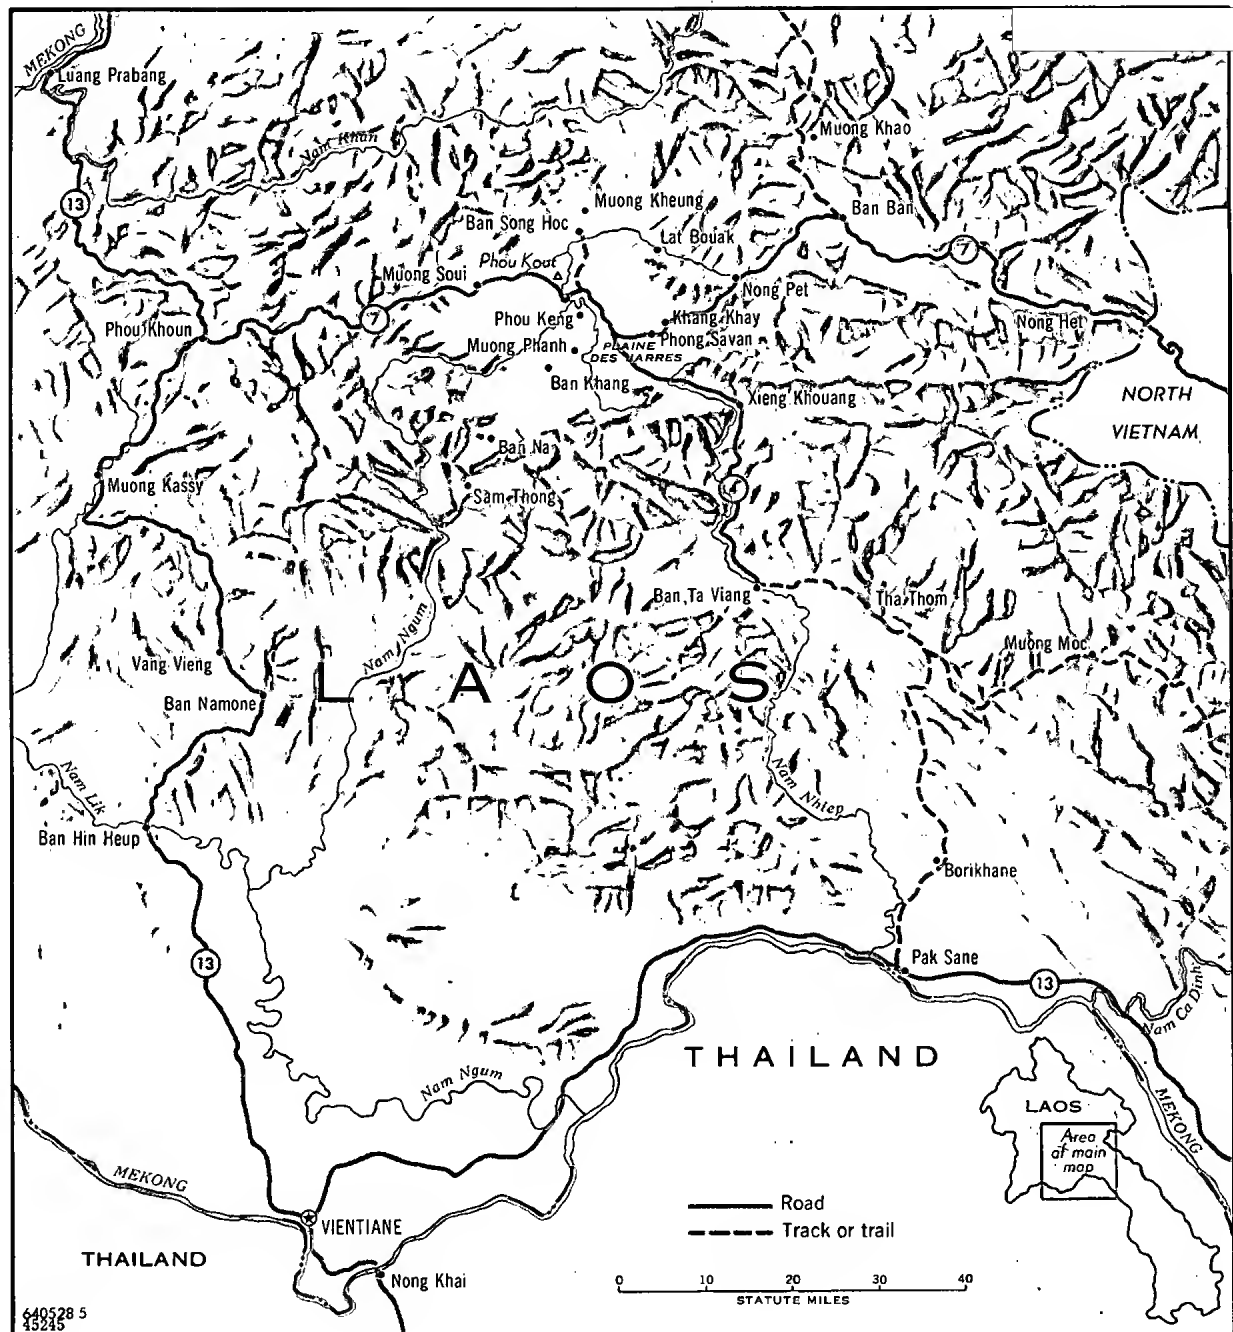 MEKONG
Luang Prabang
Nam Khan
Muong Khao
13
Muong Kheung
Ban Ban
Ban Song Hoc
Lat Bouak
7
Phou Kout
Muong Soui
Nong Pet
7
Phou Keng
Khang Khay
Nong Het
Phou Khoun
Muong Phanh
PLAINE
DES JARRES
Phong Savan
Ban Khang
Xieng Khouang
NORTH
VIETNAM
Ban Na
Muong Kassy
Sam Thong
4
Ban Ta Viang
Tha Thom
Nam Ngum
Muong Moc
Vang Vieng
LAOS
Ban Namone
Nam Lik
Nam Nhiep
Ban Hin Heup
Borikhane
13
Pak Sane
13
Nam Ca Dinh
THAILAND
Nam Ngum
MEKONG
LAOS
Area
of main
map
MEKONG
Road
VIENTIANE
Track or trail
THAILAND
Nong Khai
0 10 20 30 40
STATUTE MILES
640528 5
45245